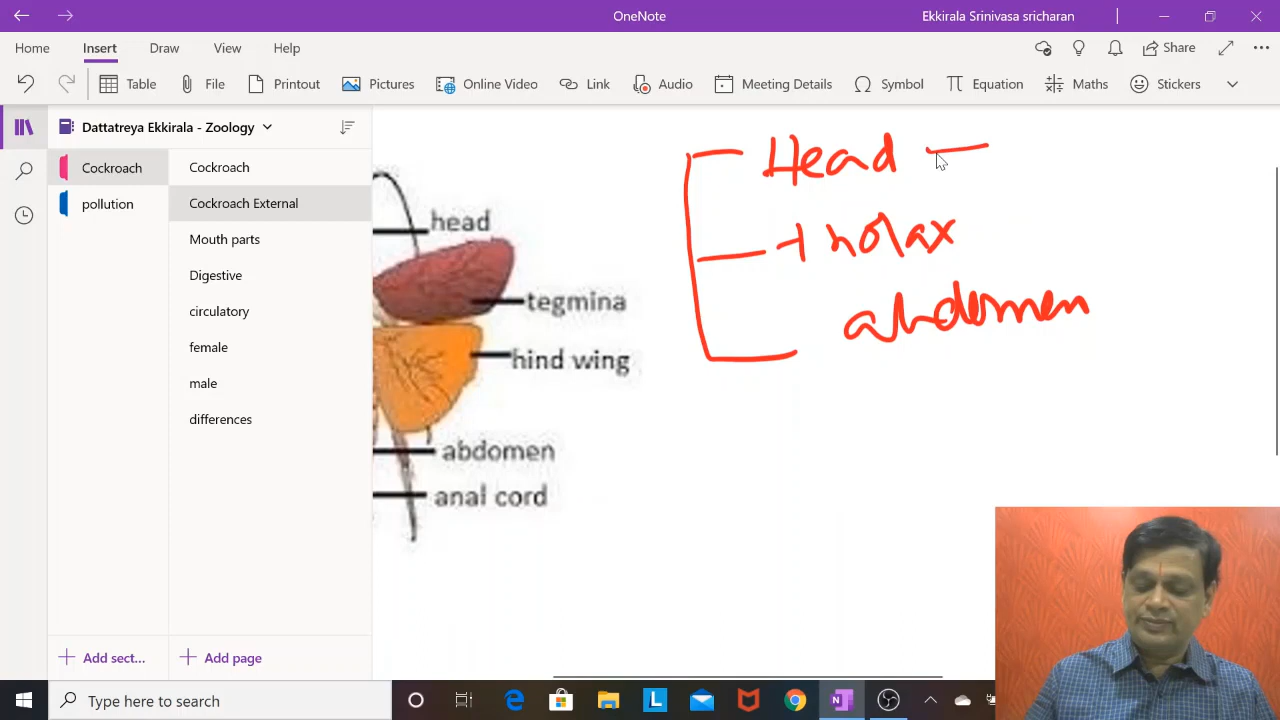 OneNote
Ekkirala Srinivasa sricharan
Home Insert Draw View Help
Share
Table File Printout Pictures Online Video Link Audio Meeting Details Symbol Equation Maths Stickers
Dattatreya Ekkirala - Zoology
Cockroach
pollution
Cockroach
Cockroach External
Mouth parts
Digestive
circulatory
female
male
differences
Add sect...
Add page
head
tegmina
hind wing
abdomen
anal cord
Head
thorax
abdomen
Type here to search